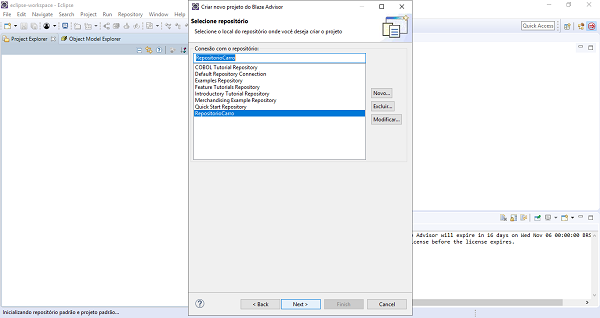 eclipse-workspace - Eclipse
File Edit Navigate Search Project Run Repository Window Help
Quick Access
Project Explorer
Object Model Explorer
Criar novo projeto do Blaze Advisor
Selecione repositório
Selecione o local do repositório onde você deseja criar o projeto
Conexão com o repositório:
RepositorioCarro
COBOL Tutorial Repository
Default Repository Connection
Examples Repository
Feature Tutorials Repository
Introductory Tutorial Repository
Merchandising Example Repository
Quick Start Repository
RepositorioCarro
Novo...
Excluir...
Modificar...
Advisor will expire in 16 days on Wed Nov 06 00:00:00 BRS
cense before the license expires.
< Back
Next >
Finish
Cancel
Inicializando repositório padrão e projeto padrão...